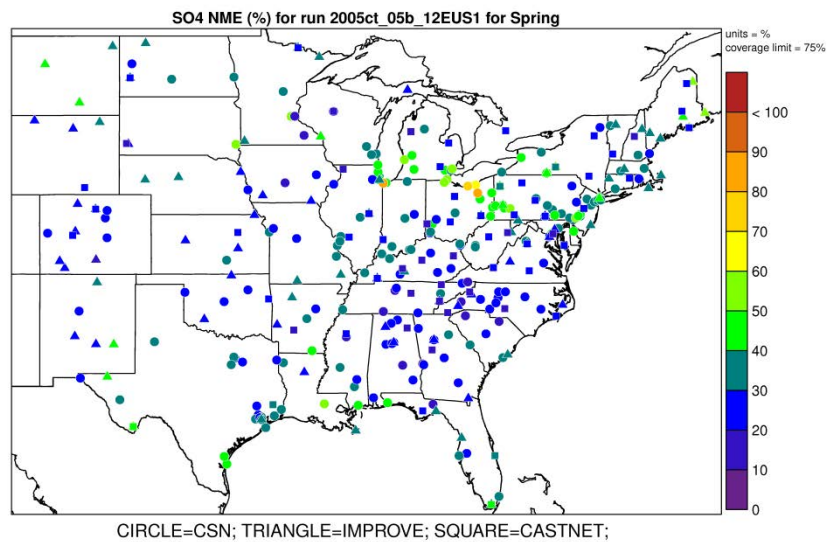 SO4 NME (%) for run 2005ct_05b_12EUS1 for Spring
units = %
coverage limit = 75%
< 100
90
80
70
60
50
40
30
20
10
0
CIRCLE=CSN; TRIANGLE=IMPROVE; SQUARE=CASTNET;